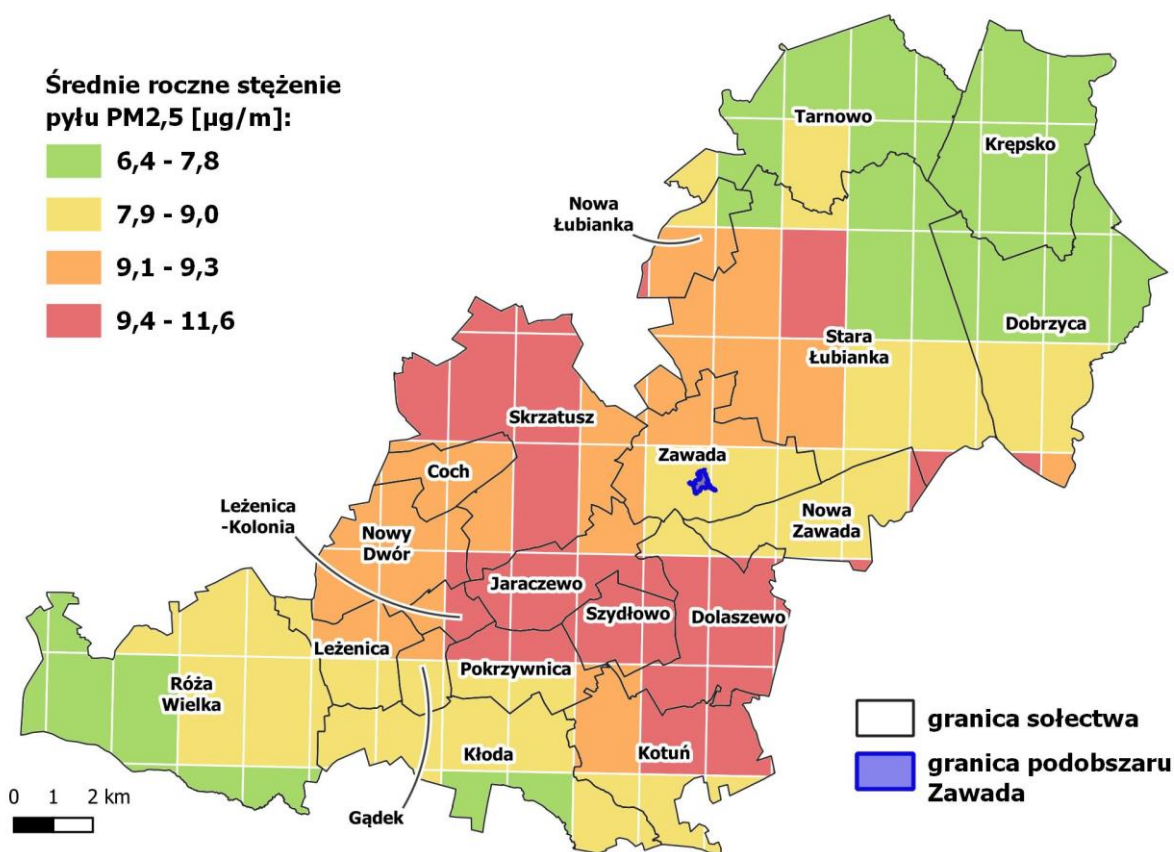 Średnie roczne stężenie
pyłu PM2,5 [μg/m]:
6,4 - 7,8
7,9 - 9,0
9,1 - 9,3
9,4 - 11,6
Tarnowo
Krępsko
Nowa
Łubianka
Stara
Łubianka
Dobrzyca
Skrzatusz
Zawada
Coch
Leżenica
-Kolonia
Nowy
Dwór
Nowa
Zawada
Jaraczewo
Szydłowo
Dolaszewo
Leżenica
Pokrzywnica
Róża
Wielka
Kłoda
Kotuń
Gądek
granica sołectwa
granica podobszaru
Zawada
0 1 2 km